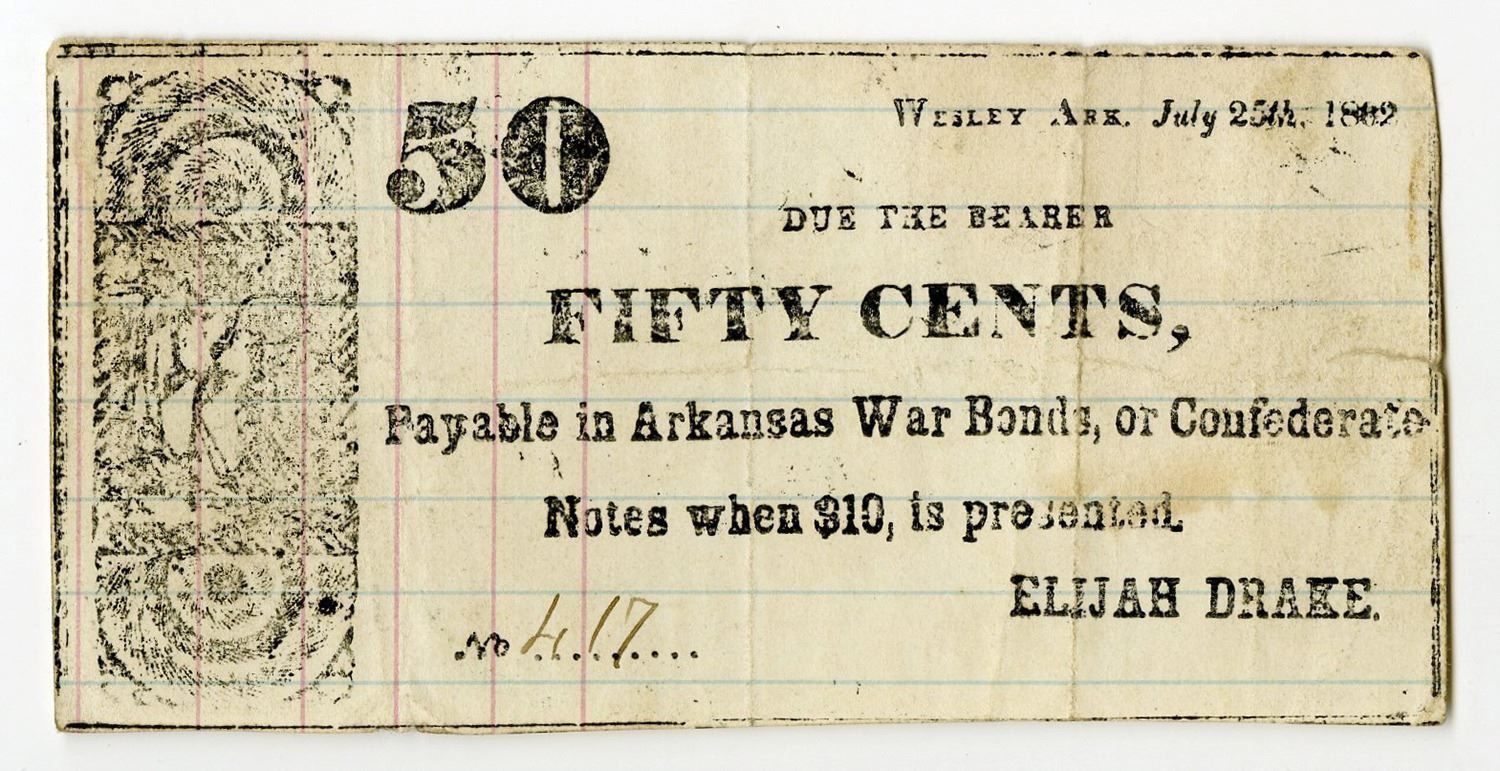 50
WESLEY ARK. July 25th, 1862
DUE THE BEARER
FIFTY CENTS,
Payable in Arkansas War Bonds, or Confederate
Notes when $10, is presented.
ELIJAH DRAKE.
No 417